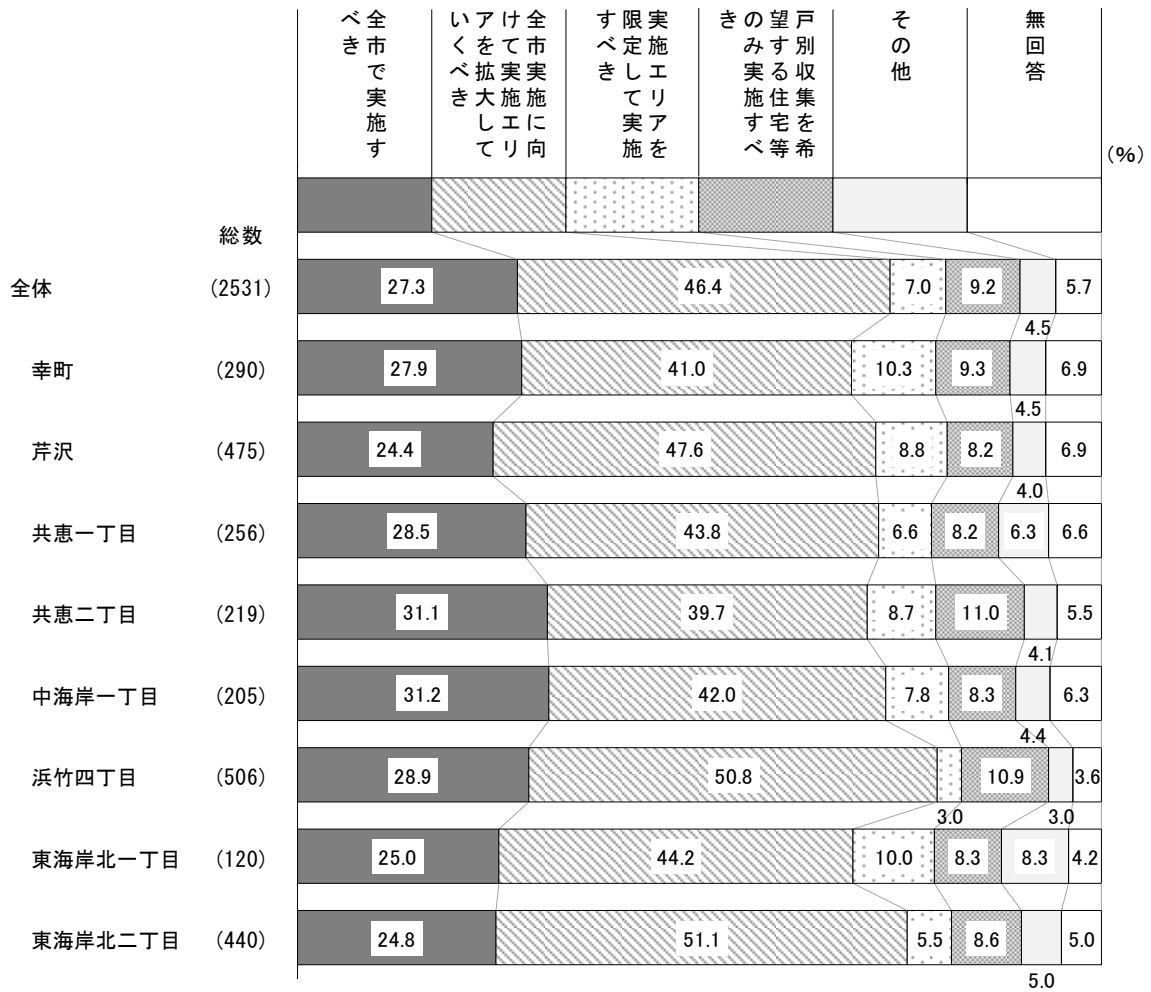 全市で実施す
べき
全市実施に向
けて実施エリ
アを拡大して
いくべき
実施エリアを
限定して実施
すべき
戸別収集を希
望する住宅等
のみ実施すべ
き
その他
無回答
(%)
総数
全体 (2531) 27.3 46.4 7.0 9.2 5.7
4.5
幸町 (290) 27.9 41.0 10.3 9.3 6.9
4.5
芹沢 (475) 24.4 47.6 8.8 8.2 6.9
4.0
共恵一丁目 (256) 28.5 43.8 6.6 8.2 6.3 6.6
共恵二丁目 (219) 31.1 39.7 8.7 11.0 5.5
4.1
中海岸一丁目 (205) 31.2 42.0 7.8 8.3 6.3
4.4
浜竹四丁目 (506) 28.9 50.8 10.9 3.6
3.0 3.0
東海岸北一丁目 (120) 25.0 44.2 10.0 8.3 8.3 4.2
東海岸北二丁目 (440) 24.8 51.1 5.5 8.6 5.0
5.0